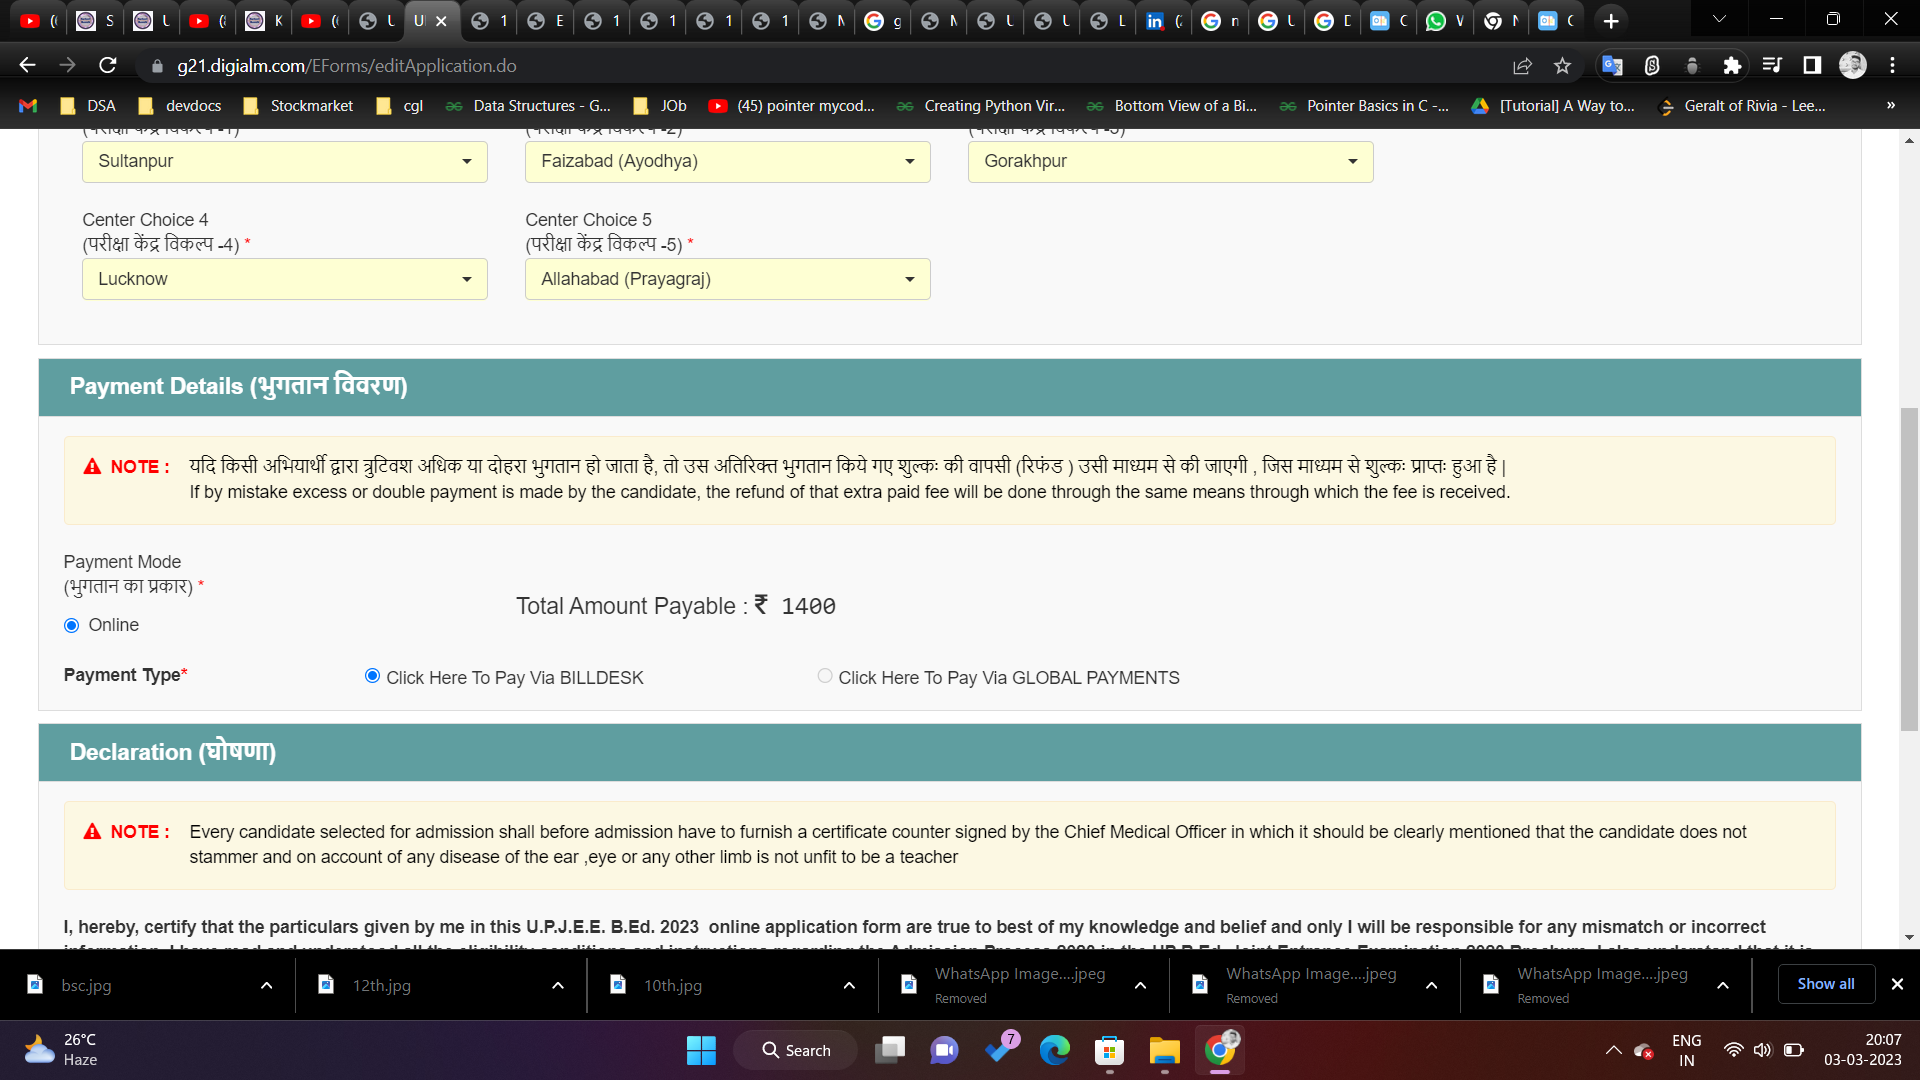 g21.digialm.com/EForms/editApplication.do
DSA
devdocs
Stockmarket
cgl
Data Structures - G...
JOb
(45) pointer mycod...
Creating Python Vir...
Bottom View of a Bi...
Pointer Basics in C -...
[Tutorial] A Way to...
Geralt of Rivia - Lee...
»
Sultanpur
Faizabad (Ayodhya)
Gorakhpur
Center Choice 4
(परीक्षा केंद्र विकल्प -4) *
Center Choice 5
(परीक्षा केंद्र विकल्प -5) *
Lucknow
Allahabad (Prayagraj)
Payment Details (भुगतान विवरण)
NOTE : यदि किसी अभियार्थी द्वारा त्रुटिवश अधिक या दोहरा भुगतान हो जाता है, तो उस अतिरिक्त भुगतान किये गए शुल्कः की वापसी (रिफंड ) उसी माध्यम से की जाएगी , जिस माध्यम से शुल्कः प्राप्तः हुआ है |
If by mistake excess or double payment is made by the candidate, the refund of that extra paid fee will be done through the same means through which the fee is received.
Payment Mode
(भुगतान का प्रकार) *
Total Amount Payable : ₹ 1400
Online
Payment Type*
Click Here To Pay Via BILLDESK
Click Here To Pay Via GLOBAL PAYMENTS
Declaration (घोषणा)
NOTE : Every candidate selected for admission shall before admission have to furnish a certificate counter signed by the Chief Medical Officer in which it should be clearly mentioned that the candidate does not
stammer and on account of any disease of the ear ,eye or any other limb is not unfit to be a teacher
I, hereby, certify that the particulars given by me in this U.P.J.E.E. B.Ed. 2023 online application form are true to best of my knowledge and belief and only I will be responsible for any mismatch or incorrect
bsc.jpg
12th.jpg
10th.jpg
WhatsApp Image....jpeg
Removed
WhatsApp Image....jpeg
Removed
WhatsApp Image....jpeg
Removed
Show all
26°C
Haze
Search
7
ENG
IN
20:07
03-03-2023